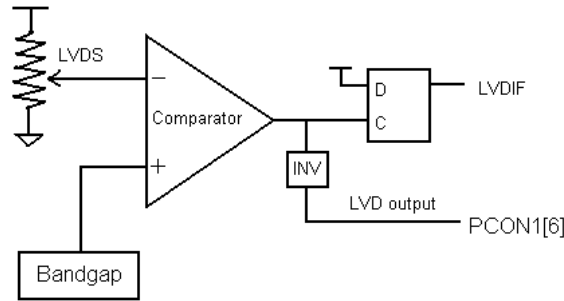 LVDS
−
Comparator
+
D
C
LVDIF
INV
LVD output
PCON1[6]
Bandgap